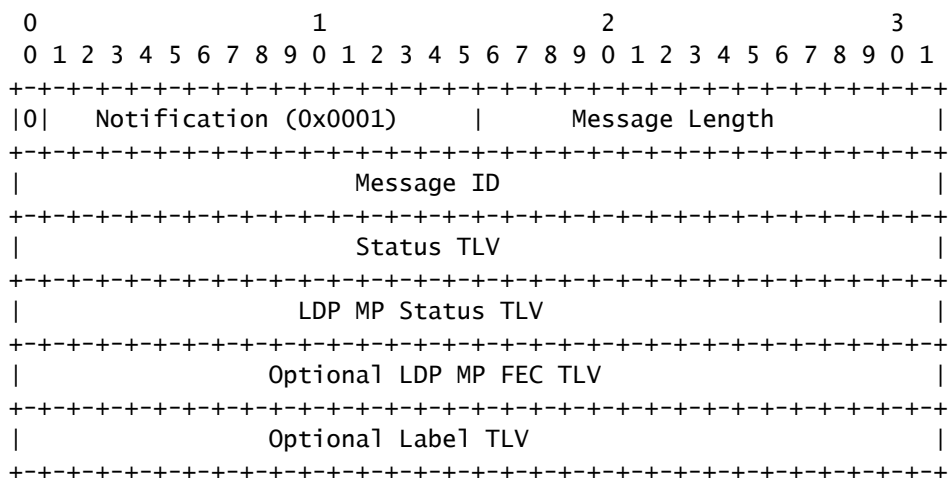 0                   1                   2                   3
 0 1 2 3 4 5 6 7 8 9 0 1 2 3 4 5 6 7 8 9 0 1 2 3 4 5 6 7 8 9 0 1
+-+-+-+-+-+-+-+-+-+-+-+-+-+-+-+-+-+-+-+-+-+-+-+-+-+-+-+-+-+-+-+-+
|0|   Notification (0x0001)     |      Message Length           |
+-+-+-+-+-+-+-+-+-+-+-+-+-+-+-+-+-+-+-+-+-+-+-+-+-+-+-+-+-+-+-+-+
|                       Message ID                              |
+-+-+-+-+-+-+-+-+-+-+-+-+-+-+-+-+-+-+-+-+-+-+-+-+-+-+-+-+-+-+-+-+
|                       Status TLV                              |
+-+-+-+-+-+-+-+-+-+-+-+-+-+-+-+-+-+-+-+-+-+-+-+-+-+-+-+-+-+-+-+-+
|                   LDP MP Status TLV                           |
+-+-+-+-+-+-+-+-+-+-+-+-+-+-+-+-+-+-+-+-+-+-+-+-+-+-+-+-+-+-+-+-+
|                 Optional LDP MP FEC TLV                       |
+-+-+-+-+-+-+-+-+-+-+-+-+-+-+-+-+-+-+-+-+-+-+-+-+-+-+-+-+-+-+-+-+
|                 Optional Label TLV                            |
+-+-+-+-+-+-+-+-+-+-+-+-+-+-+-+-+-+-+-+-+-+-+-+-+-+-+-+-+-+-+-+-+